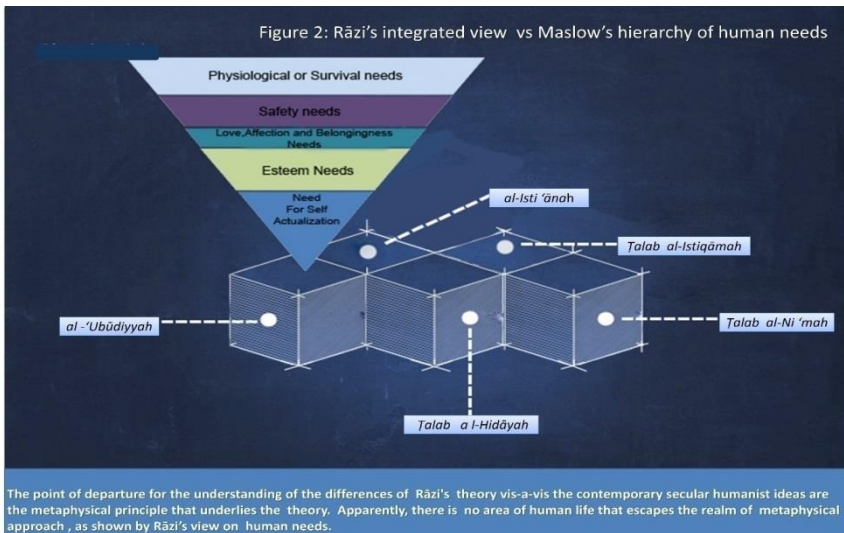 Figure 2: Rāzi's integrated view vs Maslow's hierarchy of human needs
Physiological or Survival needs
Safety needs
Love,Affection and Belongingness
Needs
Esteem Needs
Need
For Self
Actualization
al-Isti 'ānah
Ṭalab al-Istiqāmah
al -'Ubūdiyyah
Ṭalab al-Ni 'mah
Ṭalab a l-Hidāyah
The point of departure for the understanding of the differences of Rāzi's theory vis-a-vis the contemporary secular humanist ideas are
the metaphysical principle that underlies the theory. Apparently, there is no area of human life that escapes the realm of metaphysical
approach , as shown by Rāzi's view on human needs.